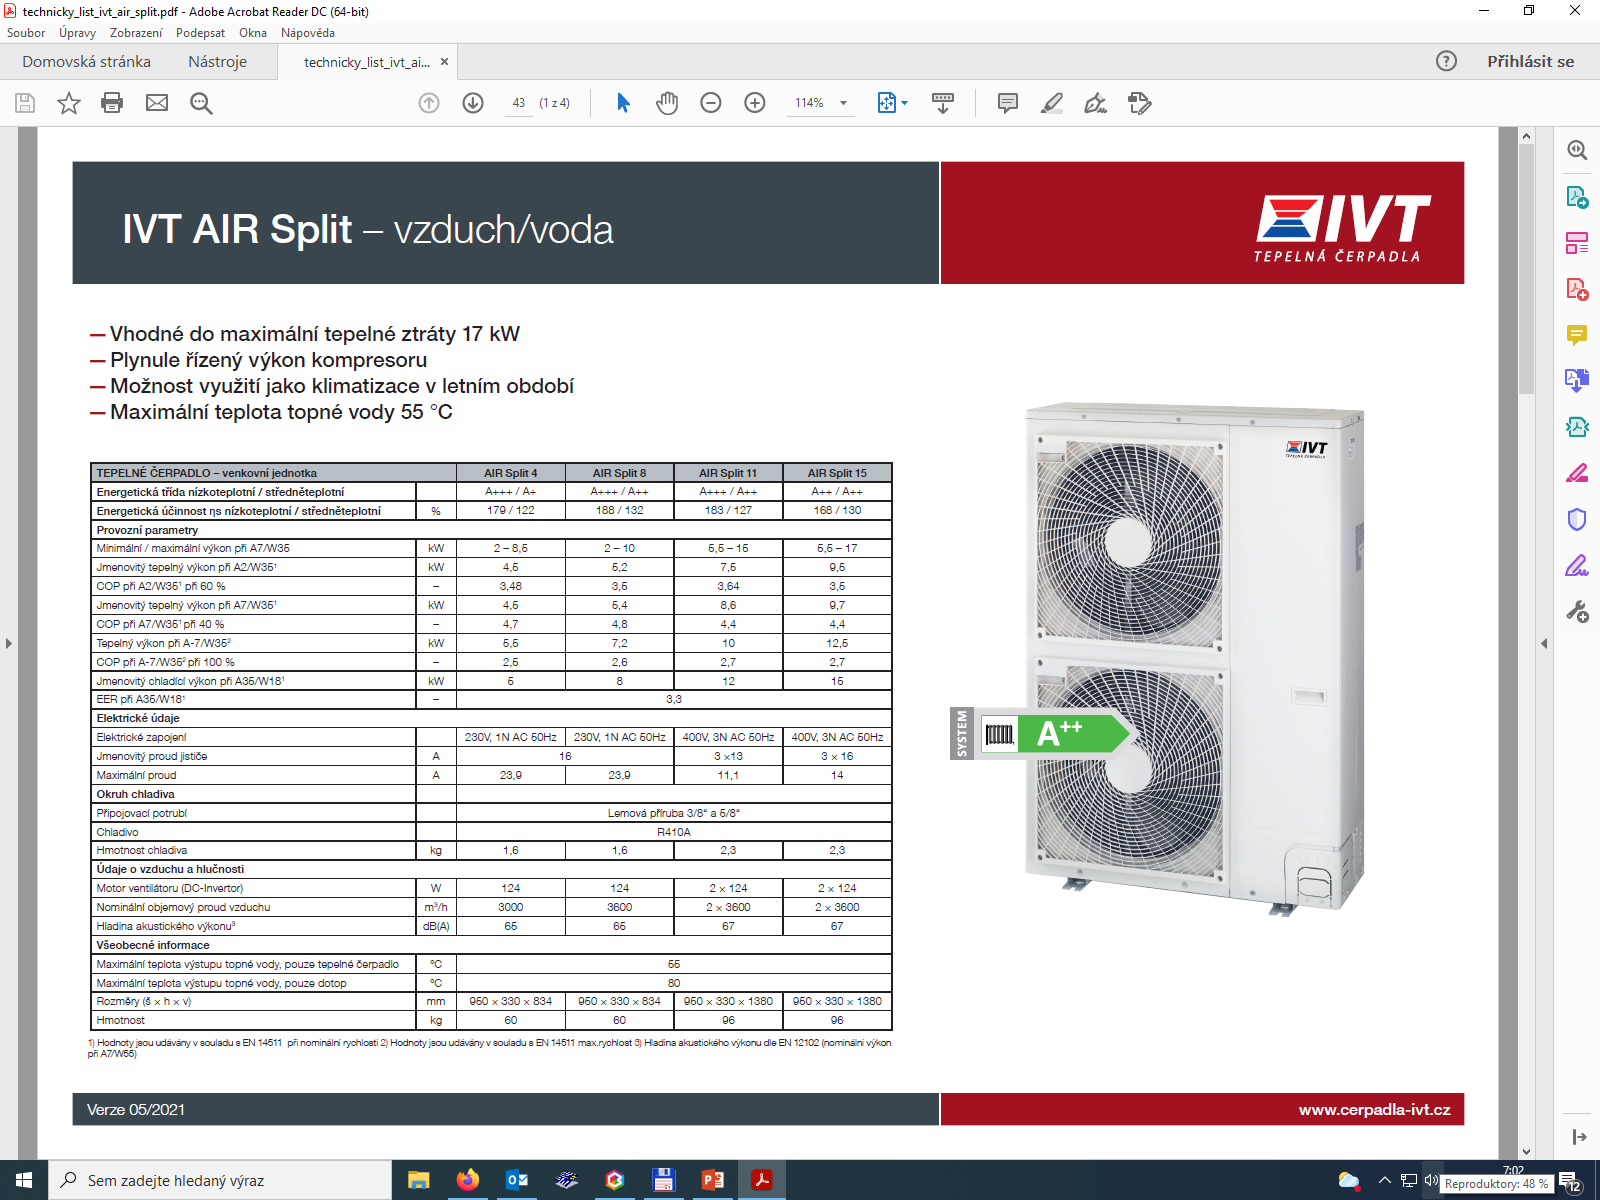 technicky_list_ivt_air_split.pdf - Adobe Acrobat Reader DC (64-bit)
Soubor Úpravy Zobrazení Podepsat Okna Nápověda
Domovská stránka Nástroje technicky_list_ivt_ai... × Přihlásit se
43 (1 z 4) 114%
IVT AIR Split – vzduch/voda
IVT
TEPELNÁ ČERPADLA
— Vhodné do maximální tepelné ztráty 17 kW
— Plynule řízený výkon kompresoru
— Možnost využití jako klimatizace v letním období
— Maximální teplota topné vody 55 °C
TEPELNÉ ČERPADLO – venkovní jednotka AIR Split 4 AIR Split 8 AIR Split 11 AIR Split 15
Energetická třída nízkoteplotní / středněteplotní A+++ / A+ A+++ / A++ A+++ / A++ A++ / A++
Energetická účinnost ηs nízkoteplotní / středněteplotní % 179 / 122 188 / 132 183 / 127 168 / 130
Provozní parametry
Minimální / maximální výkon při A7/W35 kW 2 – 8,5 2 – 10 5,5 – 15 5,5 – 17
Jmenovitý tepelný výkon při A2/W35¹ kW 4,5 5,2 7,5 9,5
COP při A2/W35¹ při 60 % – 3,48 3,5 3,64 3,5
Jmenovitý tepelný výkon při A7/W35¹ kW 4,5 5,4 8,6 9,7
COP při A7/W35¹ při 40 % – 4,7 4,8 4,4 4,4
Tepelný výkon při A-7/W35² kW 5,5 7,2 10 12,5
COP při A-7/W35² při 100 % – 2,5 2,6 2,7 2,7
Jmenovitý chladící výkon při A35/W18¹ kW 5 8 12 15
EER při A35/W18¹ – 3,3
Elektrické údaje
Elektrické zapojení 230V, 1N AC 50Hz 230V, 1N AC 50Hz 400V, 3N AC 50Hz 400V, 3N AC 50Hz
Jmenovitý proud jističe A 16 3 ×13 3 × 16
Maximální proud A 23,9 23,9 11,1 14
Okruh chladiva
Připojovací potrubí Lemová příruba 3/8“ a 5/8“
Chladivo R410A
Hmotnost chladiva kg 1,6 1,6 2,3 2,3
Údaje o vzduchu a hlučnosti
Motor ventilátoru (DC-Invertor) W 124 124 2 × 124 2 × 124
Nominální objemový proud vzduchu m³/h 3000 3600 2 × 3600 2 × 3600
Hladina akustického výkonu³ dB(A) 65 65 67 67
Všeobecné informace
Maximální teplota výstupu topné vody, pouze tepelné čerpadlo °C 55
Maximální teplota výstupu topné vody, pouze dotop °C 80
Rozměry (š × h × v) mm 950 × 330 × 834 950 × 330 × 834 950 × 330 × 1380 950 × 330 × 1380
Hmotnost kg 60 60 96 96
1) Hodnoty jsou udávány v souladu s EN 14511 při nominální rychlosti 2) Hodnoty jsou udávány v souladu s EN 14511 max.rychlost 3) Hladina akustického výkonu dle EN 12102 (nominální výkon
při A7/W55)
IVT
TEPELNÁ ČERPADLA
SYSTEM
A++
Verze 05/2021
www.cerpadla-ivt.cz
Sem zadejte hledaný výraz
7:02
Reproduktory: 48 %
12